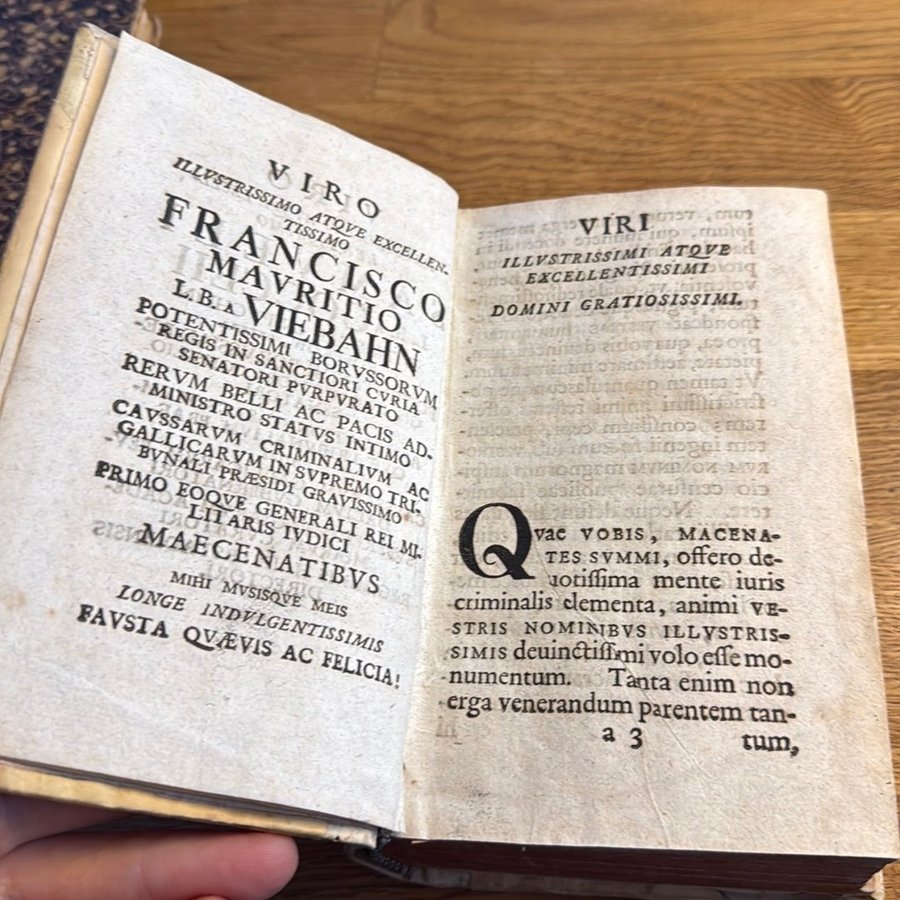 VIRO
ILLVSTRISSIMO ATQVE EXCELLEN-
TISSIMO
FRANCISCO
MAVRITIO
L. B. A VIEBAHN
POTENTISSIMI BORVSSORVM
REGIS IN SANCTIORI CVRIA
SENATORI PVRPVRATO
RERVM BELLI AC PACIS AD-
MINISTRO STATVS INTIMO
CAVSSARVM CRIMINALIVM AC
GALLICARVM IN SVPREMO TRI-
BVNALI PRÆSIDI GRAVISSIMO
PRIMO EOQVE GENERALI REI MI-
LITARIS IVDICI
MAECENATIBVS
MIHI MVSISQVE MEIS
LONGE INDVLGENTISSIMIS
FAVSTA QVÆVIS AC FELICIA!
VIRI
ILLVSTRISSIMI ATQVE
EXCELLENTISSIMI
DOMINI GRATIOSISSIMI.
Qvae VOBIS, MACENA-
TES SVMMI, offero de-
uotissima mente iuris
criminalis elementa, animi VE-
STRIS NOMINIBVS ILLVSTRIS-
SIMIS deuinctissimi volo esse mo-
numentum. Tanta enim non
erga venerandum parentem tan-
a 3 tum,